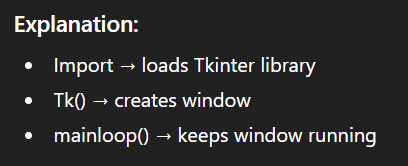 Explanation:
• Import → loads Tkinter library
• Tk() → creates window
• mainloop() → keeps window running